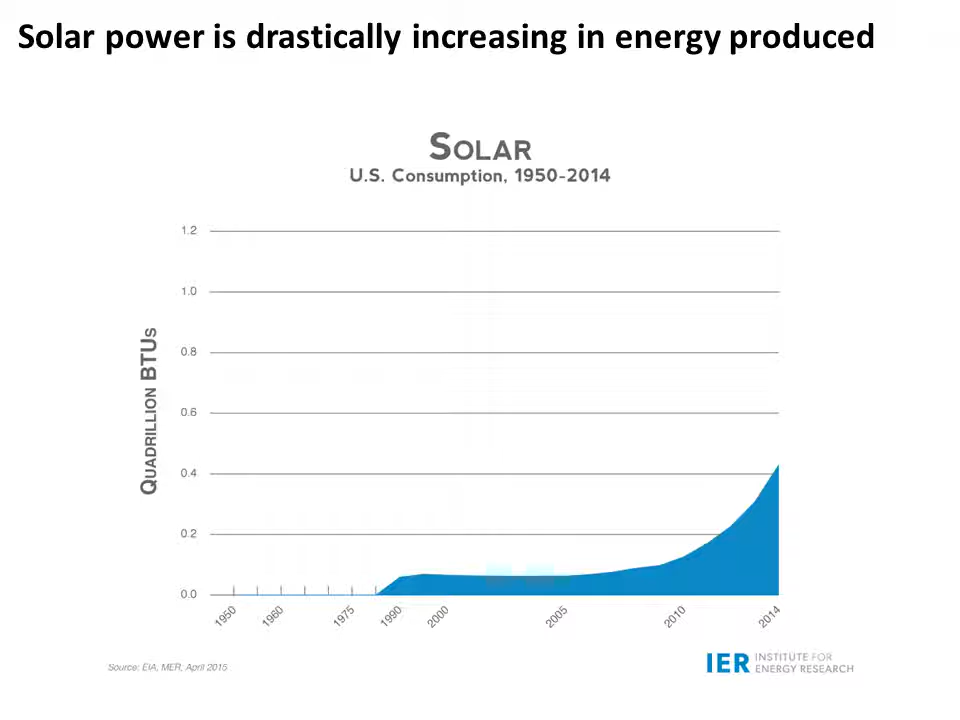 Solar power is drastically increasing in energy produced
SOLAR
U.S. Consumption, 1950-2014
1.2
1.0
0.8
0.6
0.4
0.2
0.0
QUADRILLION BTUS
1950
1960
1975
1990
2000
2005
2010
2014
Source: EIA, MER, April 2015
IER INSTITUTE FOR
ENERGY RESEARCH